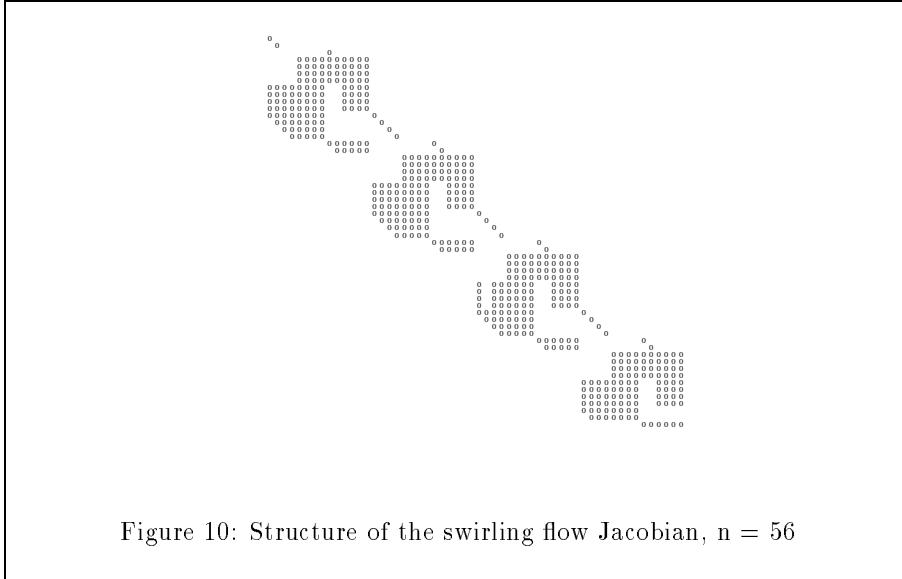 Figure 10: Structure of the swirling flow Jacobian, n = 56